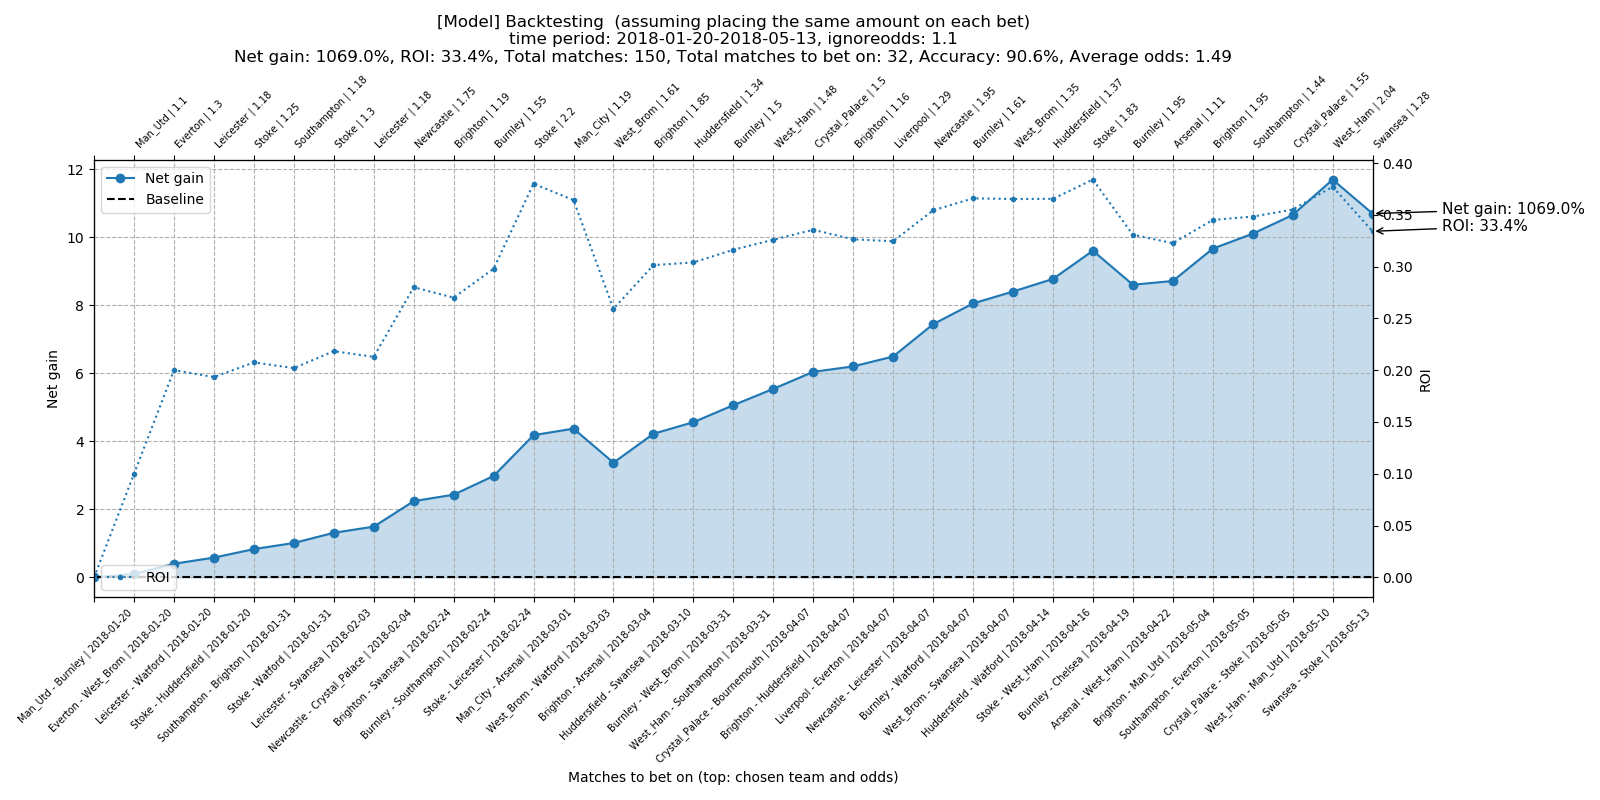 [Model] Backtesting  (assuming placing the same amount on each bet)
time period: 2018-01-20-2018-05-13, ignoreodds: 1.1
Net gain: 1069.0%, ROI: 33.4%, Total matches: 150, Total matches to bet on: 32, Accuracy: 90.6%, Average odds: 1.49
Man_Utd | 1.1
Everton | 1.3
Leicester | 1.18
Stoke | 1.25
Southampton | 1.18
Stoke | 1.3
Leicester | 1.18
Newcastle | 1.75
Brighton | 1.19
Burnley | 1.55
Stoke | 2.2
Man_City | 1.19
West_Brom | 1.61
Brighton | 1.85
Huddersfield | 1.34
Burnley | 1.5
West_Ham | 1.48
Crystal_Palace | 1.5
Brighton | 1.16
Liverpool | 1.29
Newcastle | 1.95
Burnley | 1.61
West_Brom | 1.35
Huddersfield | 1.37
Stoke | 1.83
Burnley | 1.95
Arsenal | 1.11
Brighton | 1.95
Southampton | 1.44
Crystal_Palace | 1.55
West_Ham | 2.04
Swansea | 1.28
Net gain
Baseline
ROI
12
10
8
6
4
2
0
Net gain
0.40
0.35
0.30
0.25
0.20
0.15
0.10
0.05
0.00
ROI
Net gain: 1069.0%
ROI: 33.4%
Man_Utd - Burnley | 2018-01-20
Everton - West_Brom | 2018-01-20
Leicester - Watford | 2018-01-20
Stoke - Huddersfield | 2018-01-20
Southampton - Brighton | 2018-01-31
Stoke - Watford | 2018-01-31
Leicester - Swansea | 2018-02-03
Newcastle - Crystal_Palace | 2018-02-04
Brighton - Swansea | 2018-02-24
Burnley - Southampton | 2018-02-24
Stoke - Leicester | 2018-02-24
Man_City - Arsenal | 2018-03-01
West_Brom - Watford | 2018-03-03
Brighton - Arsenal | 2018-03-04
Huddersfield - Swansea | 2018-03-10
Burnley - West_Brom | 2018-03-31
West_Ham - Southampton | 2018-03-31
Crystal_Palace - Bournemouth | 2018-04-07
Brighton - Huddersfield | 2018-04-07
Liverpool - Everton | 2018-04-07
Newcastle - Leicester | 2018-04-07
Burnley - Watford | 2018-04-07
West_Brom - Swansea | 2018-04-07
Huddersfield - Watford | 2018-04-14
Stoke - West_Ham | 2018-04-16
Burnley - Chelsea | 2018-04-19
Arsenal - West_Ham | 2018-04-22
Brighton - Man_Utd | 2018-05-04
Southampton - Everton | 2018-05-05
Crystal_Palace - Stoke | 2018-05-05
West_Ham - Man_Utd | 2018-05-10
Swansea - Stoke | 2018-05-13
Matches to bet on (top: chosen team and odds)